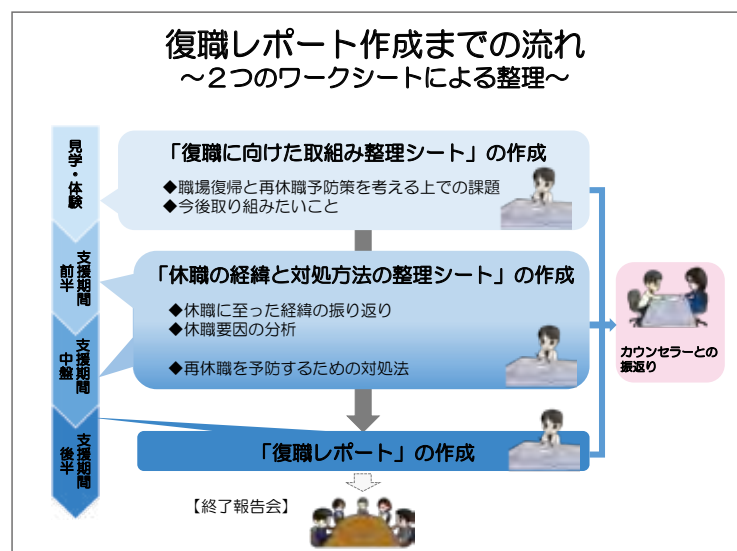 復職レポート作成までの流れ
～２つのワークシートによる整理～
見学・体験
「復職に向けた取組み整理シート」の作成
◆職場復帰と再休職予防策を考える上での課題
◆今後取り組みたいこと
支援期間
前半
「休職の経緯と対処方法の整理シート」の作成
◆休職に至った経緯の振り返り
◆休職要因の分析
◆再休職を予防するための対処法
支援期間
中盤
カウンセラーとの
振返り
支援期間
後半
「復職レポート」の作成
【終了報告会】